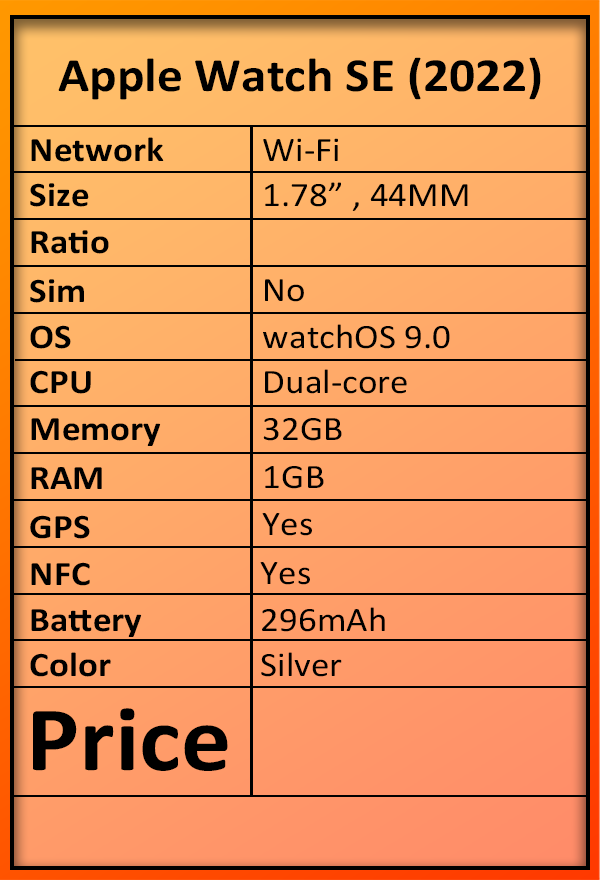 Apple Watch SE (2022)
Network Wi-Fi
Size 1.78” , 44MM
Ratio
Sim No
OS watchOS 9.0
CPU Dual-core
Memory 32GB
RAM 1GB
GPS Yes
NFC Yes
Battery 296mAh
Color Silver
Price